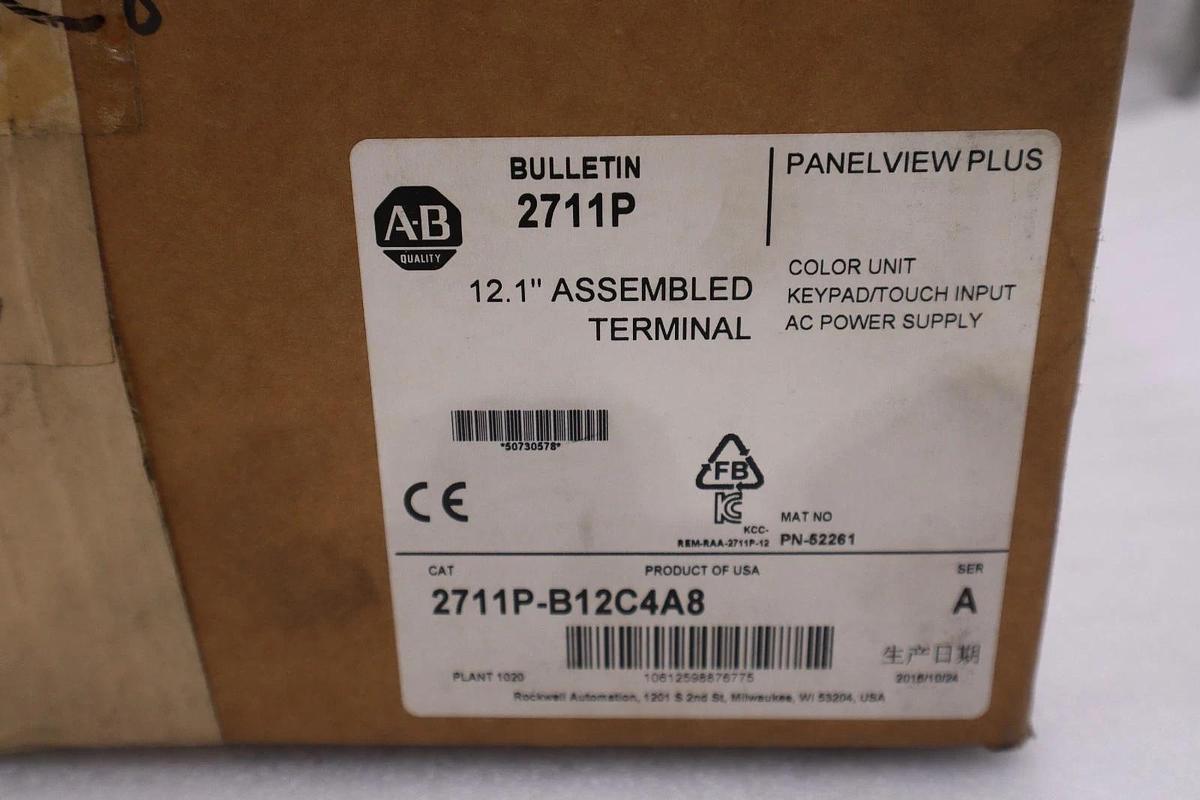 BULLETIN
2711P
PANELVIEW PLUS
A-B
QUALITY
12.1" ASSEMBLED
TERMINAL
COLOR UNIT
KEYPAD/TOUCH INPUT
AC POWER SUPPLY
*50730578*
FB
CE
KC
KCC-
REM-RAA-2711P-12
MAT NO
PN-52261
CAT
PRODUCT OF USA
SER
2711P-B12C4A8
A
生产日期
PLANT 1020
10612598876775
2018/10/24
Rockwell Automation, 1201 S 2nd St, Milwaukee, WI 53204, USA